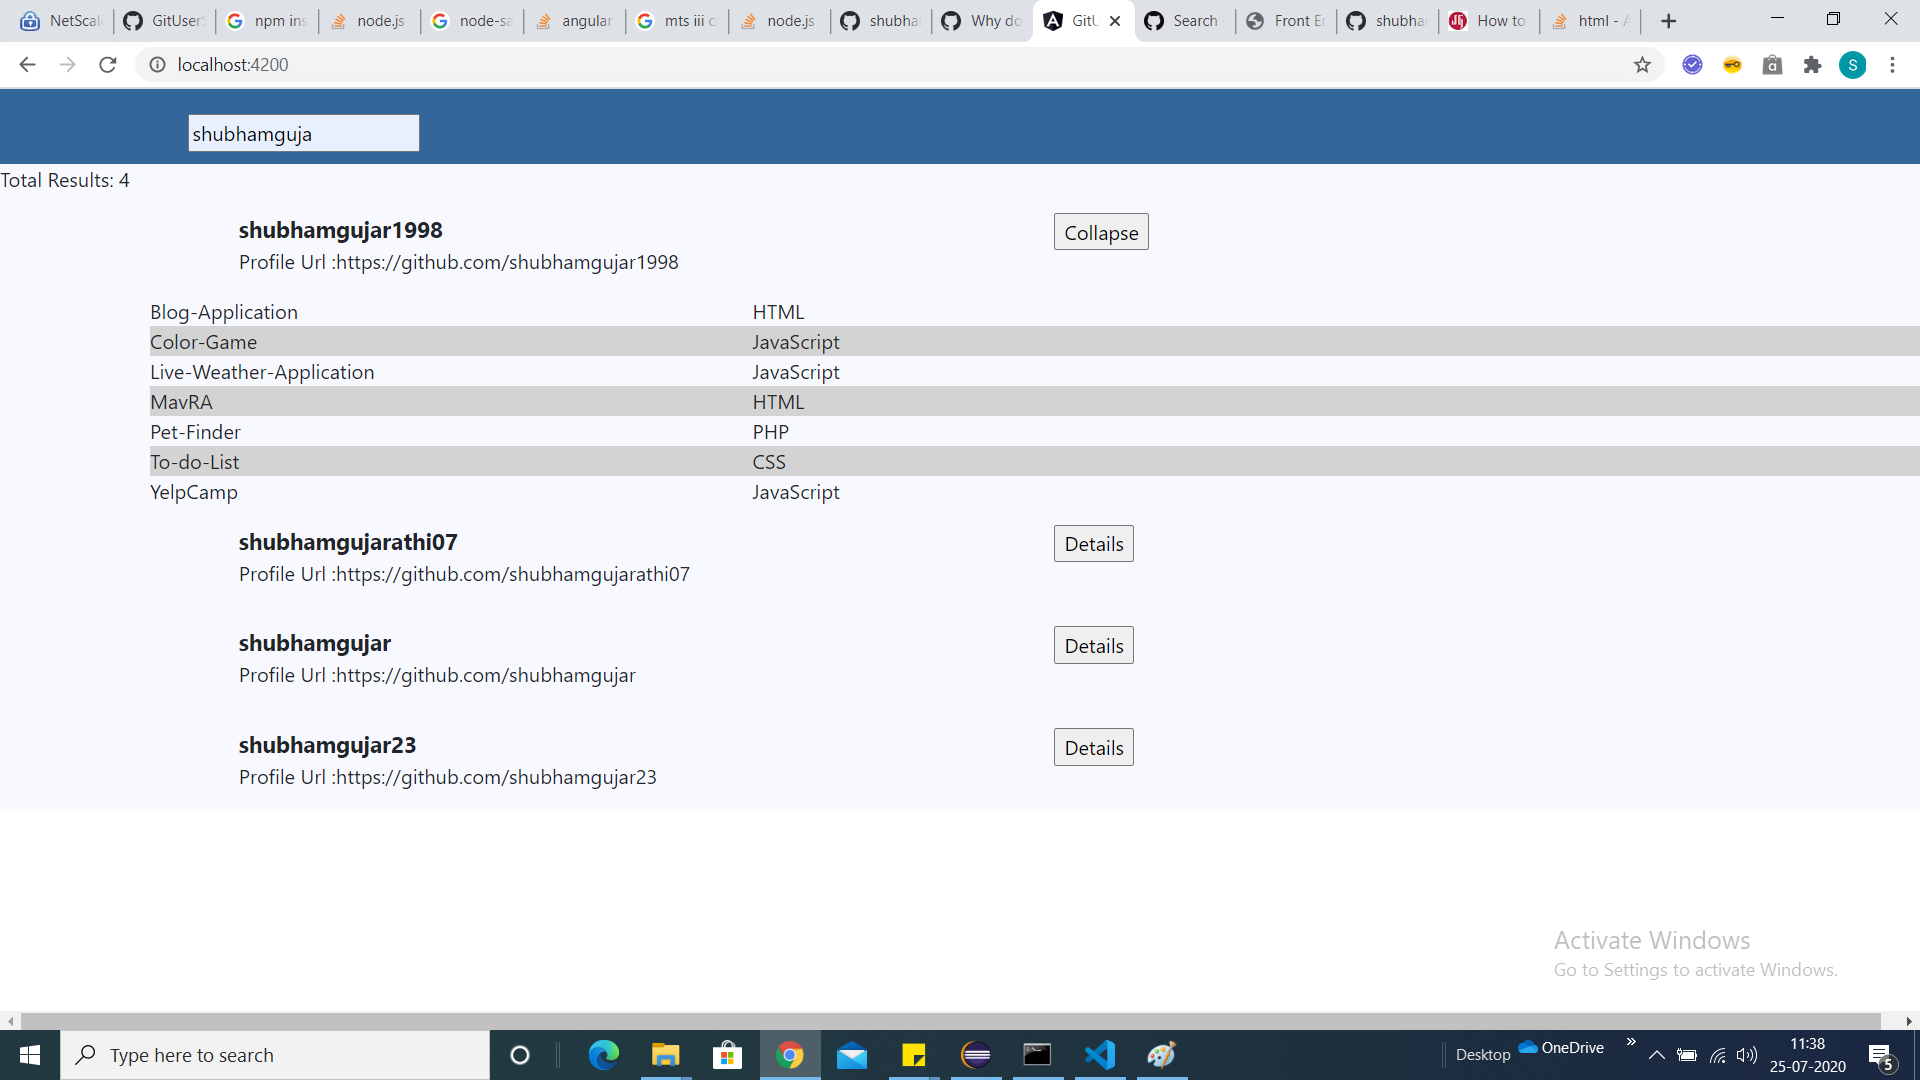 NetScal GitUserS npm ins node.js node-sa angular mts iii c node.js shubhar Why do GitU Search Front En shubhar How to html - A
localhost:4200
shubhamguja
Total Results: 4
shubhamgujar1998 Collapse
Profile Url :https://github.com/shubhamgujar1998
Blog-Application HTML
Color-Game JavaScript
Live-Weather-Application JavaScript
MavRA HTML
Pet-Finder PHP
To-do-List CSS
YelpCamp JavaScript
shubhamgujarathi07 Details
Profile Url :https://github.com/shubhamgujarathi07
shubhamgujar Details
Profile Url :https://github.com/shubhamgujar
shubhamgujar23 Details
Profile Url :https://github.com/shubhamgujar23
Activate Windows
Go to Settings to activate Windows.
Type here to search Desktop OneDrive 11:38
25-07-2020 5